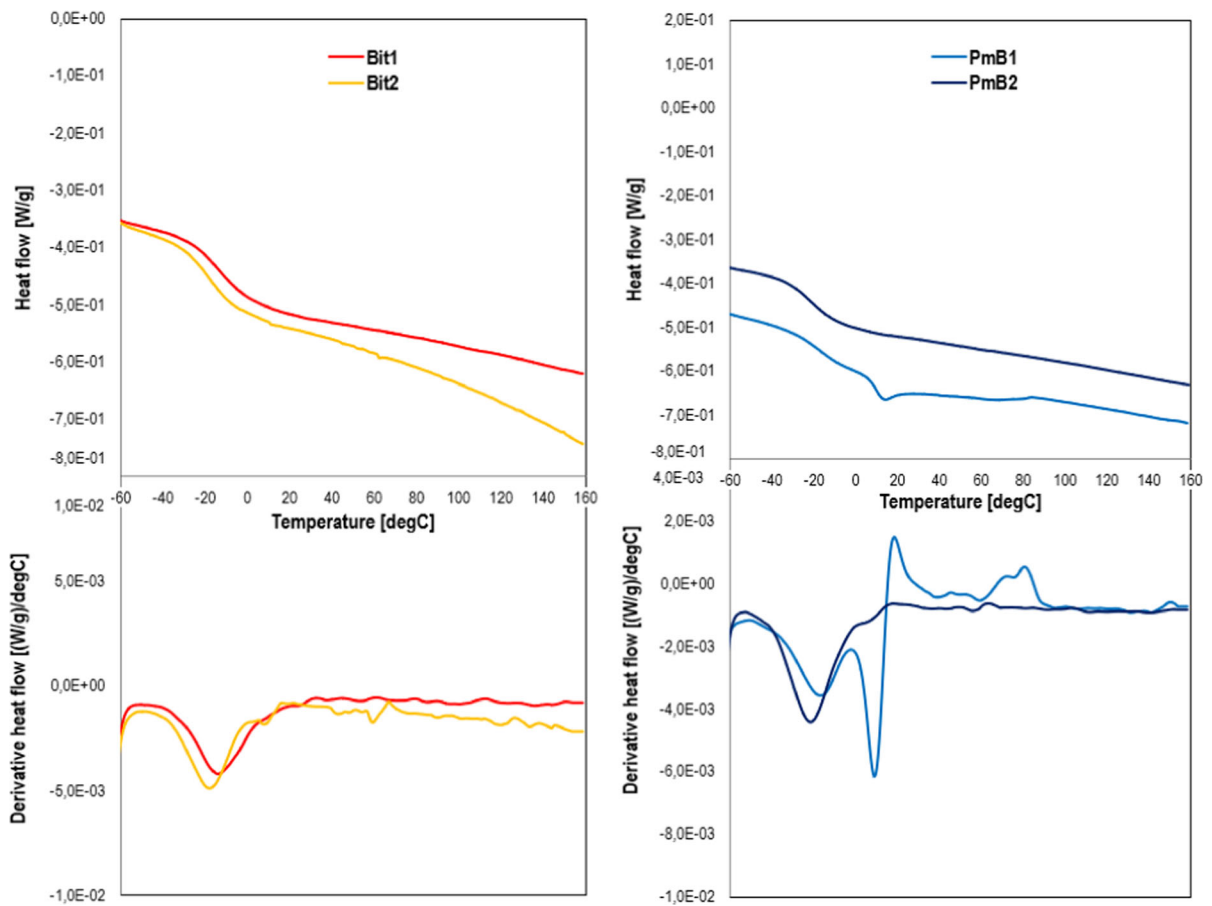 0,0E+00
-1,0E-01
-2,0E-01
-3,0E-01
-4,0E-01
-5,0E-01
-6,0E-01
-7,0E-01
-8,0E-01
Heat flow [W/g]
Bit1
Bit2
-60 -40 -20 0 20 40 60 80 100 120 140 160
Temperature [degC]
2,0E-01
1,0E-01
0,0E+00
-1,0E-01
-2,0E-01
-3,0E-01
-4,0E-01
-5,0E-01
-6,0E-01
-7,0E-01
-8,0E-01
Heat flow [W/g]
PmB1
PmB2
-60 -40 -20 0 20 40 60 80 100 120 140 160
Temperature [degC]
1,0E-02
5,0E-03
0,0E+00
-5,0E-03
-1,0E-02
Derivative heat flow [(W/g)/degC]
4,0E-03
2,0E-03
0,0E+00
-2,0E-03
-4,0E-03
-6,0E-03
-8,0E-03
-1,0E-02
Derivative heat flow [(W/g)/degC]